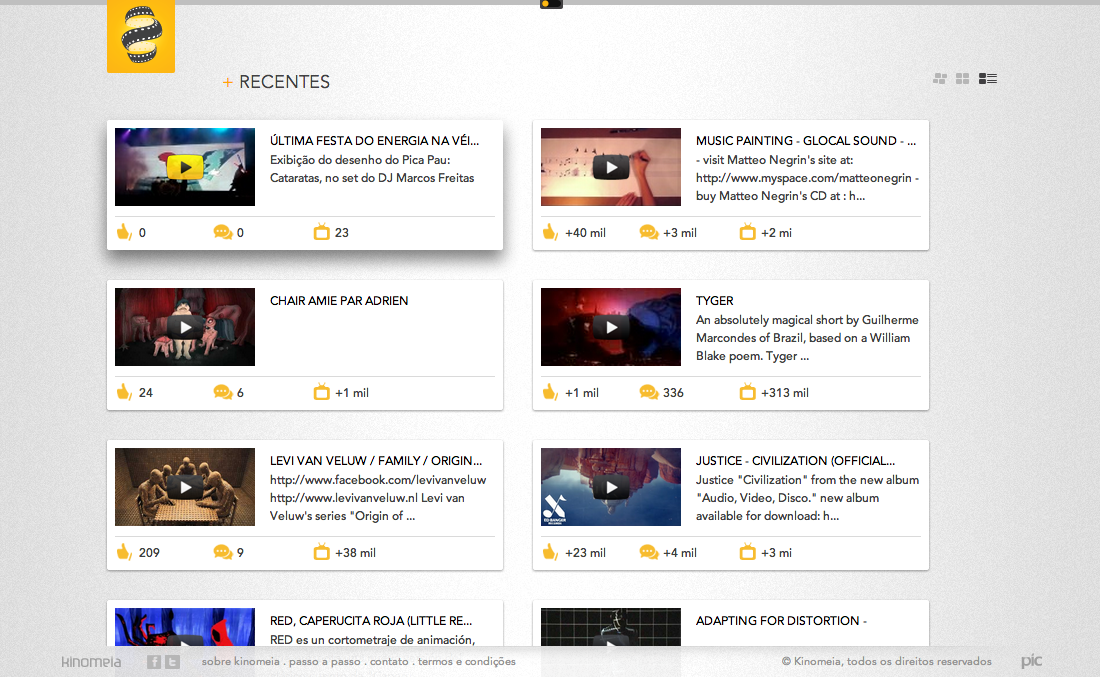 + RECENTES
ÚLTIMA FESTA DO ENERGIA NA VÉI...
Exibição do desenho do Pica Pau:
Cataratas, no set do DJ Marcos Freitas
0 0 23
MUSIC PAINTING - GLOCAL SOUND - ...
- visit Matteo Negrin's site at:
http://www.myspace.com/matteonegrin -
buy Matteo Negrin's CD at : h...
+40 mil +3 mil +2 mi
CHAIR AMIE PAR ADRIEN
24 6 +1 mil
TYGER
An absolutely magical short by Guilherme
Marcondes of Brazil, based on a William
Blake poem. Tyger ...
+1 mil 336 +313 mil
LEVI VAN VELUW / FAMILY / ORIGIN...
http://www.facebook.com/levivanveluw
http://www.levivanveluw.nl Levi van
Veluw's series "Origin of ...
209 9 +38 mil
ED BANGER
JUSTICE - CIVILIZATION (OFFICIAL...
Justice "Civilization" from the new album
"Audio, Video, Disco." new album
available for download: h...
+23 mil +4 mil +3 mi
RED, CAPERUCITA ROJA (LITTLE RE...
RED es un cortometraje de animación,
ADAPTING FOR DISTORTION -
kinomeia
sobre kinomeia . passo a passo . contato . termos e condições
© Kinomeia, todos os direitos reservados
pic